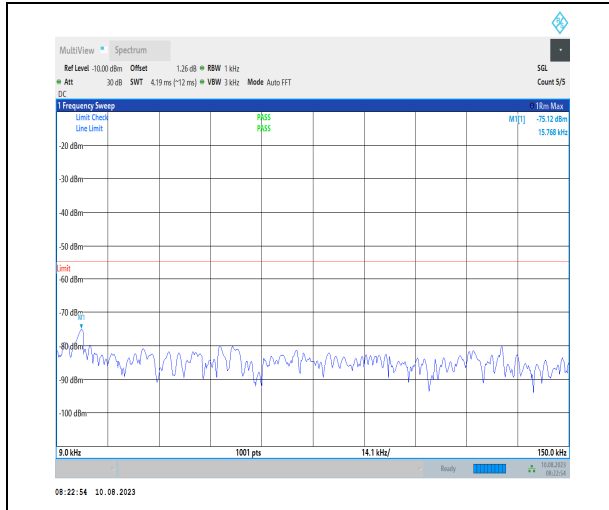 MultiView Spectrum
Ref Level -10.00 dBm Offset 1.26 dB RBW 1 kHz SGL
Att 30 dB SWT 4.19 ms (~12 ms) VBW 3 kHz Mode Auto FFT Count 5/5
DC
1 Frequency Sweep 1Rm Max
Limit Check PASS M1[1] -75.12 dBm
Line Limit PASS 15.768 kHz
-20 dBm
-30 dBm
-40 dBm
-50 dBm
Limit
-60 dBm
-70 dBm
M1
-80 dBm
-90 dBm
-100 dBm
9.0 kHz 1001 pts 14.1 kHz/ 150.0 kHz
Ready 10.08.2023
08:22:54
08:22:54 10.08.2023